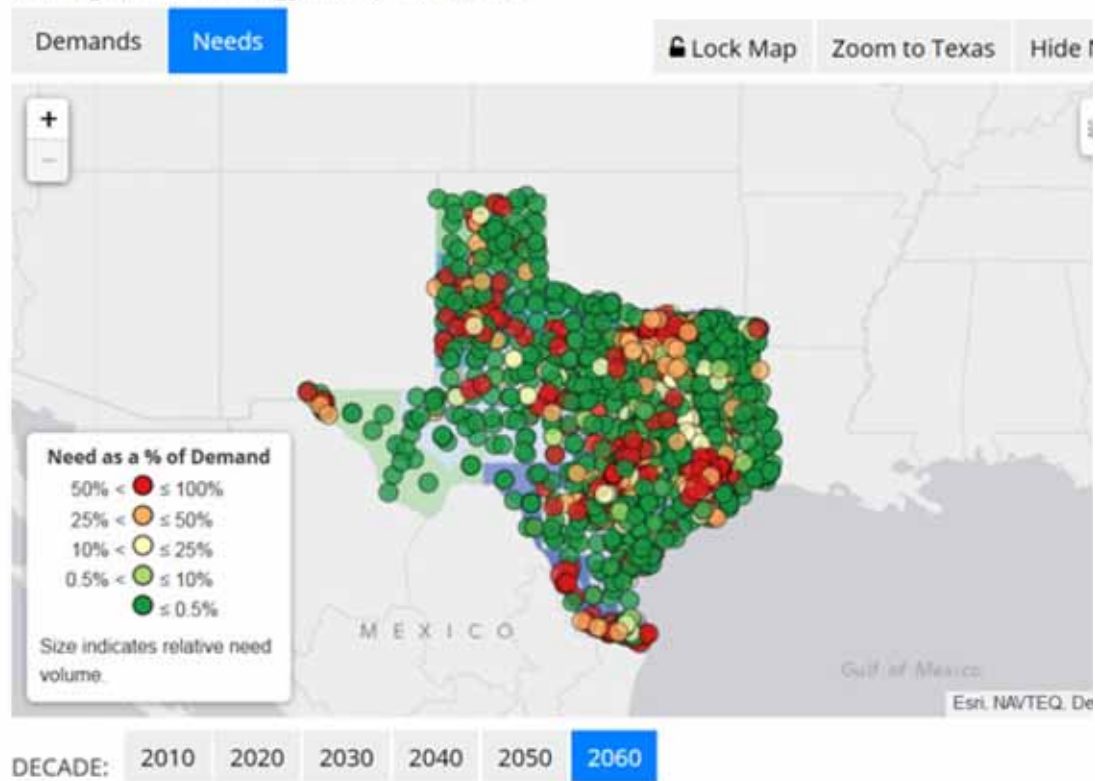 Demands Needs Lock Map Zoom to Texas Hide
+
−
Need as a % of Demand
50% < ≤ 100%
25% < ≤ 50%
10% < ≤ 25%
0.5% < ≤ 10%
≤ 0.5%
Size indicates relative need
volume.
MEXICO
Gulf of Mexico
Esri, NAVTEQ, De
DECADE: 2010 2020 2030 2040 2050 2060